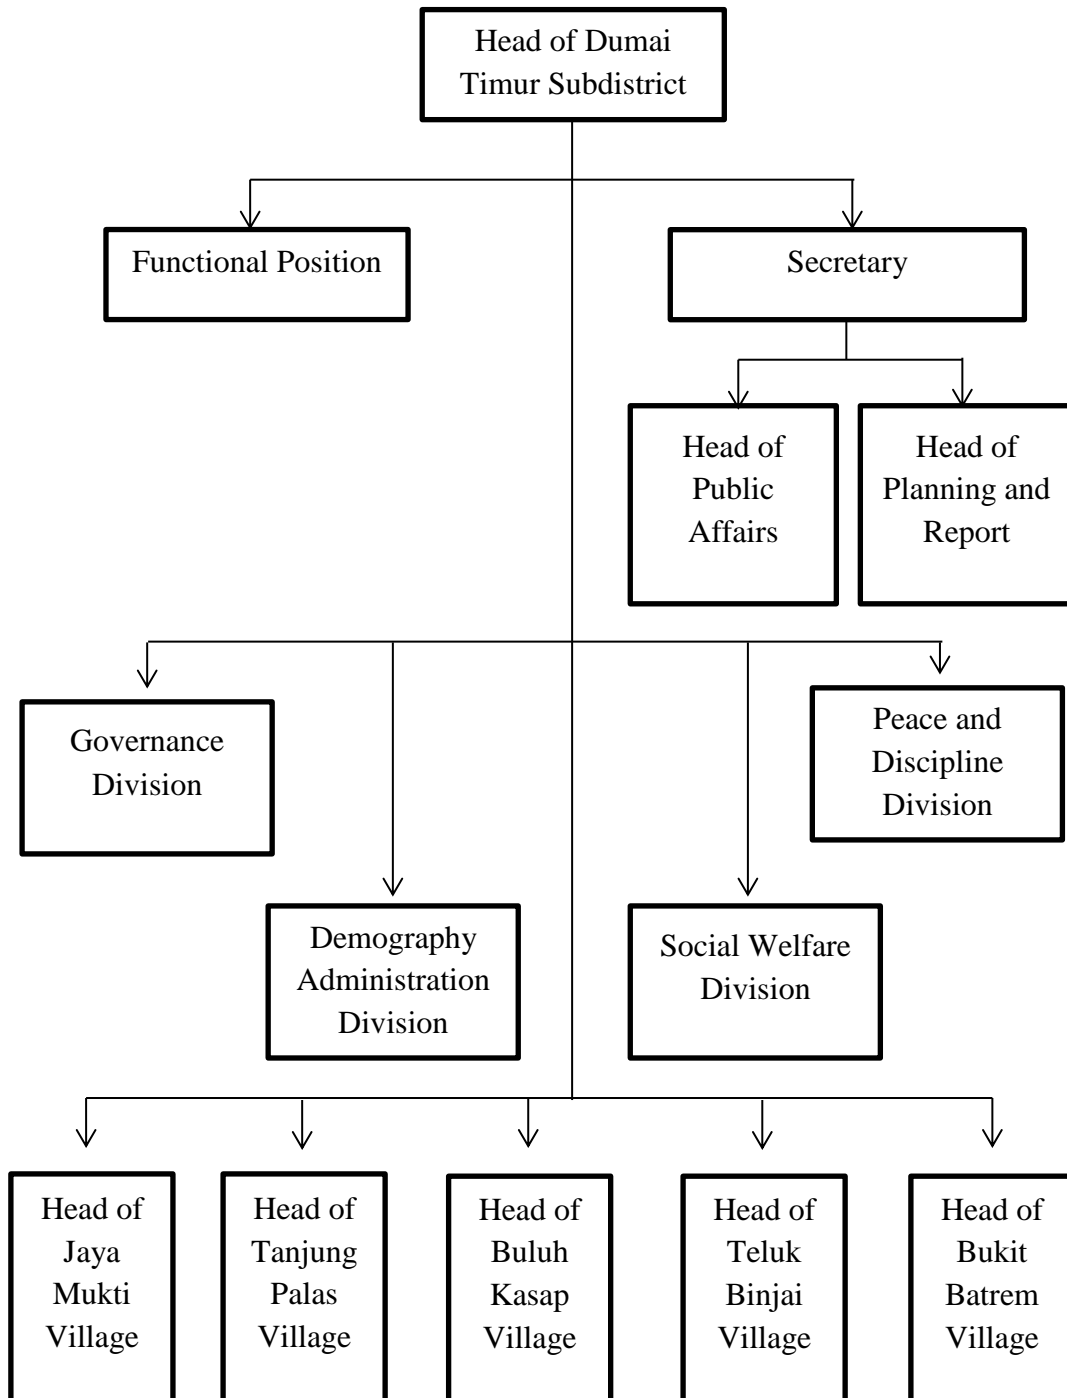 Head of Dumai
Timur Subdistrict
Functional Position
Secretary
Head of
Public
Affairs
Head of
Planning and
Report
Governance
Division
Peace and
Discipline
Division
Demography
Administration
Division
Social Welfare
Division
Head of
Jaya
Mukti
Village
Head of
Tanjung
Palas
Village
Head of
Buluh
Kasap
Village
Head of
Teluk
Binjai
Village
Head of
Bukit
Batrem
Village